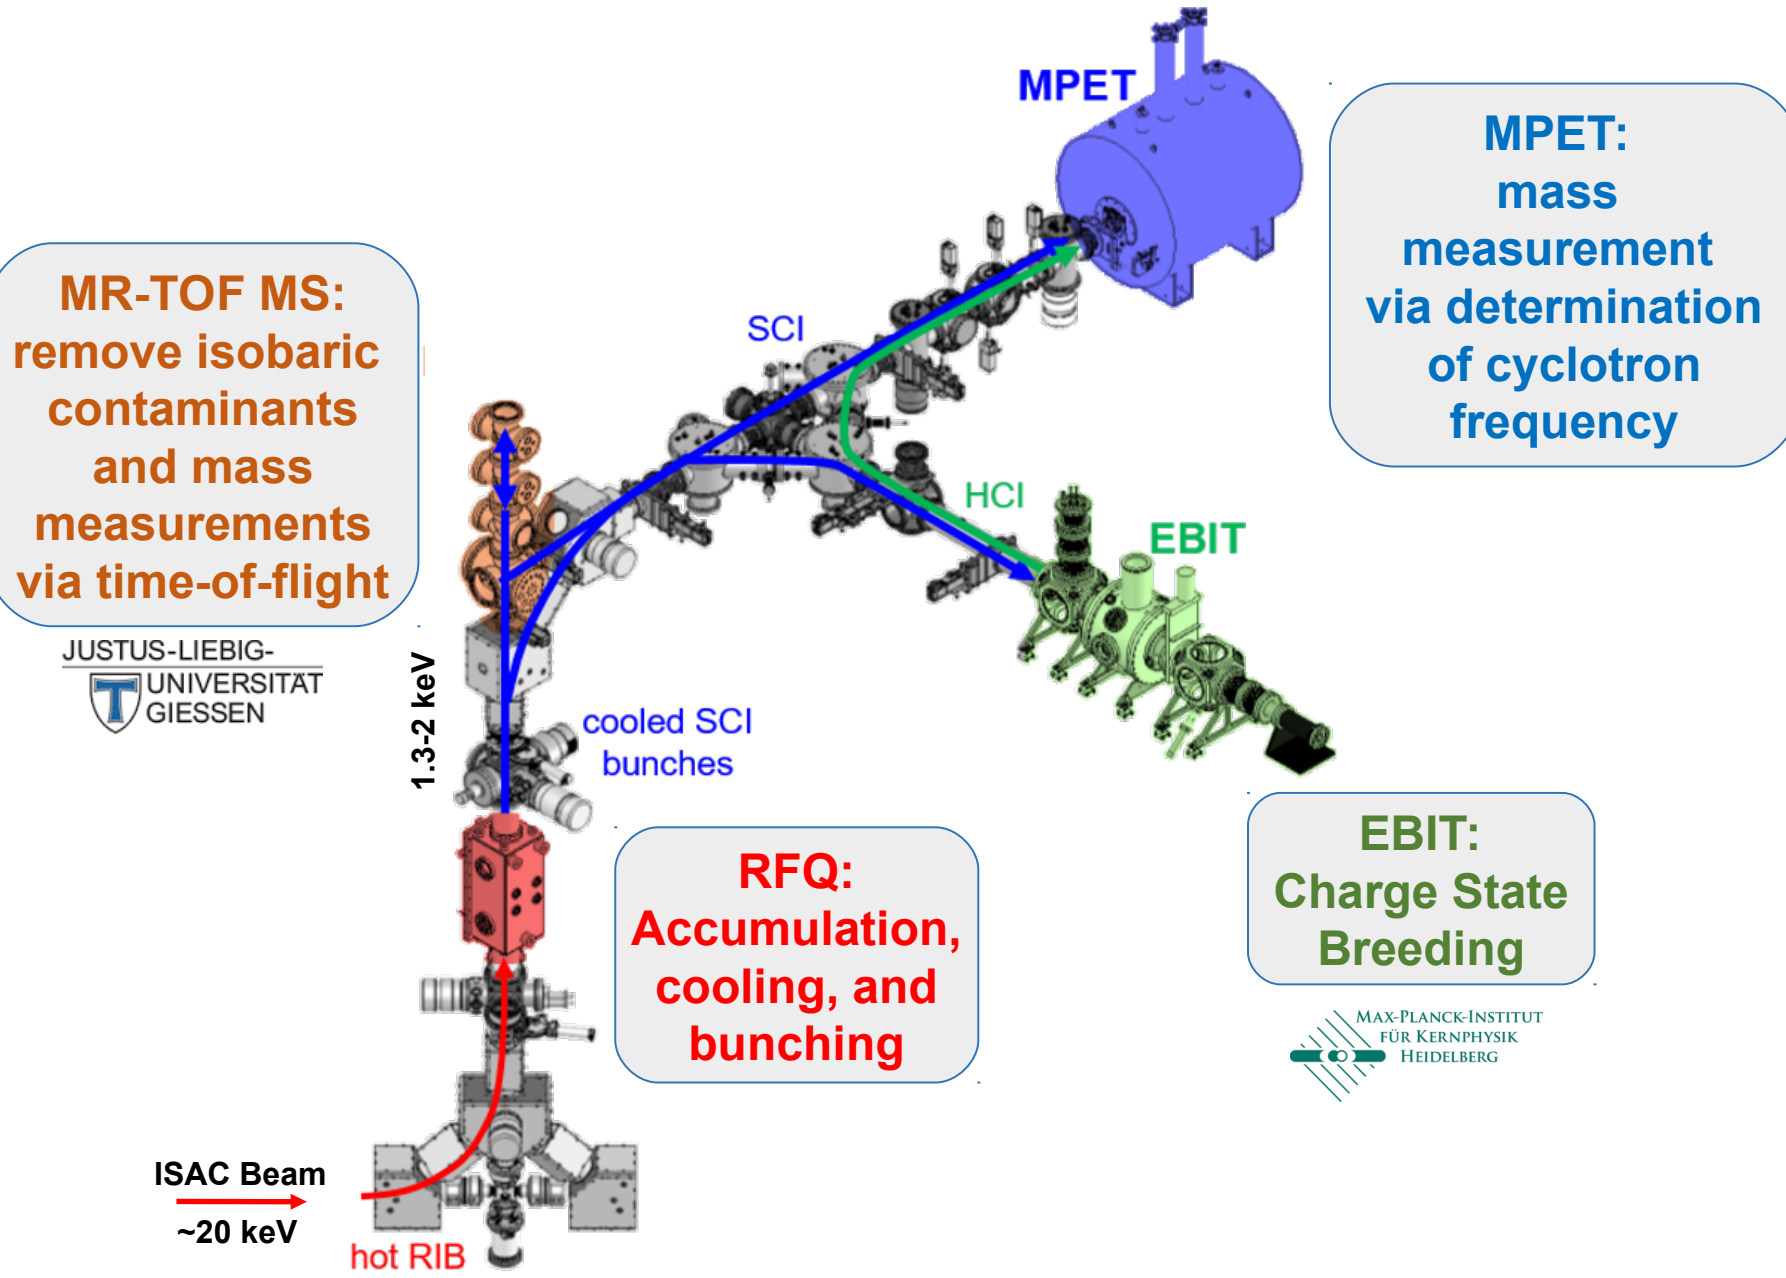 MPET
MPET:
mass
measurement
via determination
of cyclotron
frequency
MR-TOF MS:
remove isobaric
contaminants
and mass
measurements
via time-of-flight
JUSTUS-LIEBIG-
UNIVERSITÄT
GIESSEN
SCI
HCI
EBIT
1.3-2 keV
cooled SCI
bunches
RFQ:
Accumulation,
cooling, and
bunching
EBIT:
Charge State
Breeding
MAX-PLANCK-INSTITUT
FÜR KERNPHYSIK
HEIDELBERG
ISAC Beam
~20 keV
hot RIB